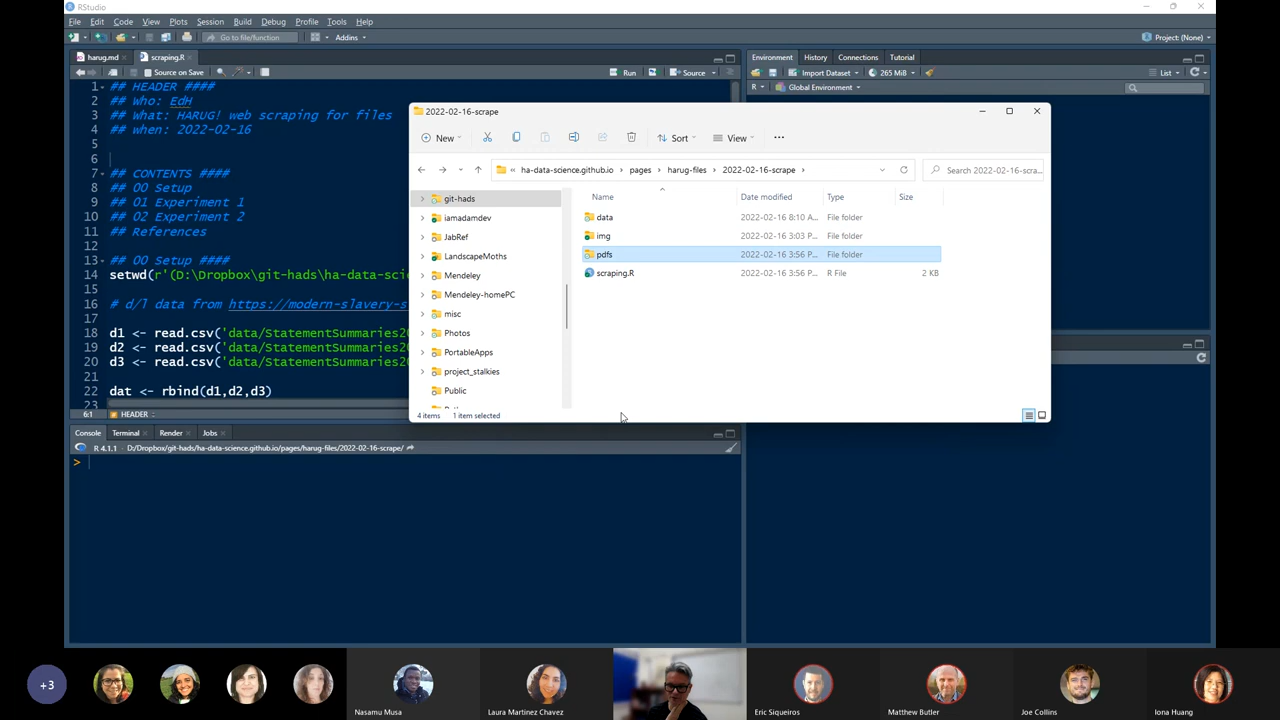 RStudio
File Edit Code View Plots Session Build Debug Profile Tools Help
Go to file/function Addins Project: (None)
harug.md scraping.R
Source on Save Run Source
1 ## HEADER ####
2 ## Who: EdH
3 ## What: HARUG! web scraping for files
4 ## when: 2022-02-16
5
6
7 ## CONTENTS ####
8 ## 00 Setup
9 ## 01 Experiment 1
10 ## 02 Experiment 2
11 ## References
12
13 ## 00 Setup ####
14 setwd(r'(D:\Dropbox\git-hads\ha-data-scie
15
16 # d/l data from https://modern-slavery-s
17
18 d1 <- read.csv('data/StatementSummaries20
19 d2 <- read.csv('data/StatementSummaries20
20 d3 <- read.csv('data/StatementSummaries20
21
22 dat <- rbind(d1,d2,d3)
23
6:1 HEADER
Environment History Connections Tutorial
Import Dataset 265 MiB List
R Global Environment
2022-02-16-scrape
New Sort View
ha-data-science.github.io pages harug-files 2022-02-16-scrape Search 2022-02-16-scra...
Name Date modified Type Size
git-hads
iamadamdev
JabRef
LandscapeMoths
Mendeley
Mendeley-homePC
misc
Photos
PortableApps
project_stalkies
Public
data 2022-02-16 8:10 A... File folder
img 2022-02-16 3:03 P... File folder
pdfs 2022-02-16 3:56 P... File folder
scraping.R 2022-02-16 3:56 P... R File 2 KB
4 items 1 item selected
Console Terminal Render Jobs
R 4.1.1 · D:/Dropbox/git-hads/ha-data-science.github.io/pages/harug-files/2022-02-16-scrape/
>
+3
Nasamu Musa
Laura Martinez Chavez
Eric Siqueiros
Matthew Butler
Joe Collins
Iona Huang